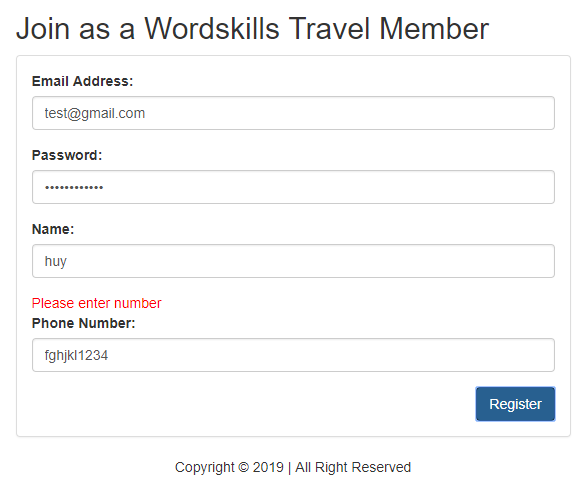 Join as a Wordskills Travel Member
Email Address:
test@gmail.com
Password:
••••••••••••
Name:
huy
Please enter number
Phone Number:
fghjkl1234
Register
Copyright © 2019 | All Right Reserved